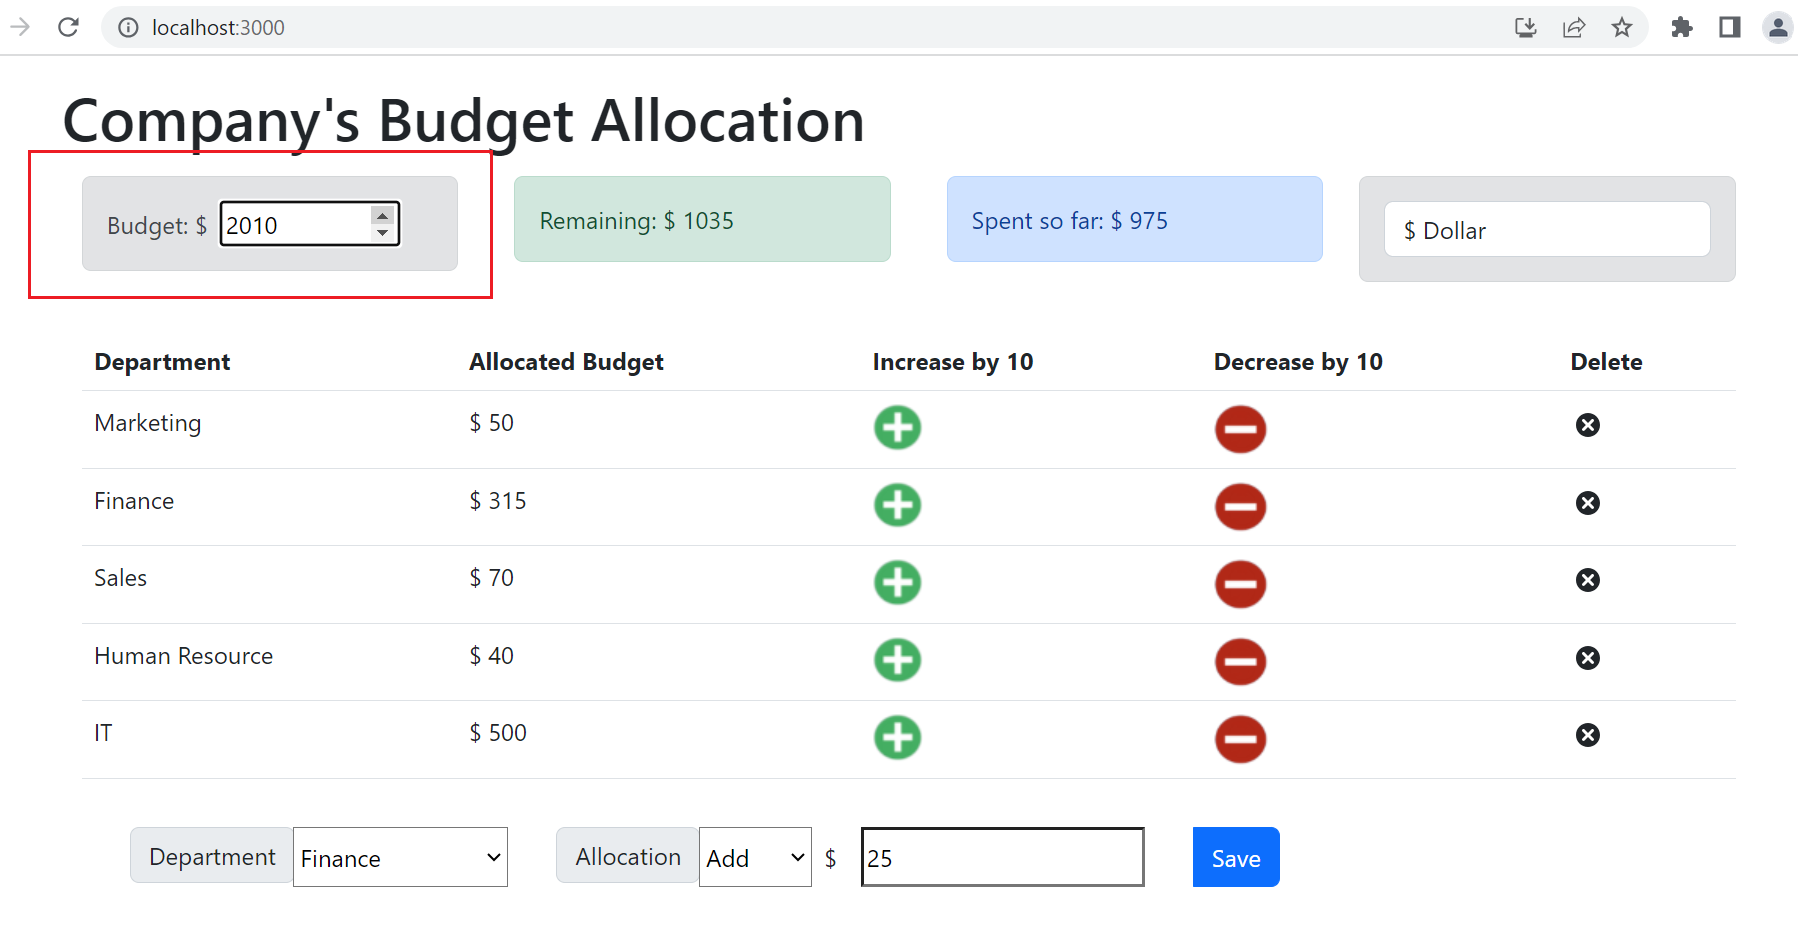 localhost:3000
Company's Budget Allocation
Budget: $ 2010
Remaining: $ 1035
Spent so far: $ 975
$ Dollar
Department Allocated Budget Increase by 10 Decrease by 10 Delete
Marketing $ 50
Finance $ 315
Sales $ 70
Human Resource $ 40
IT $ 500
Department Finance Allocation Add $ 25 Save